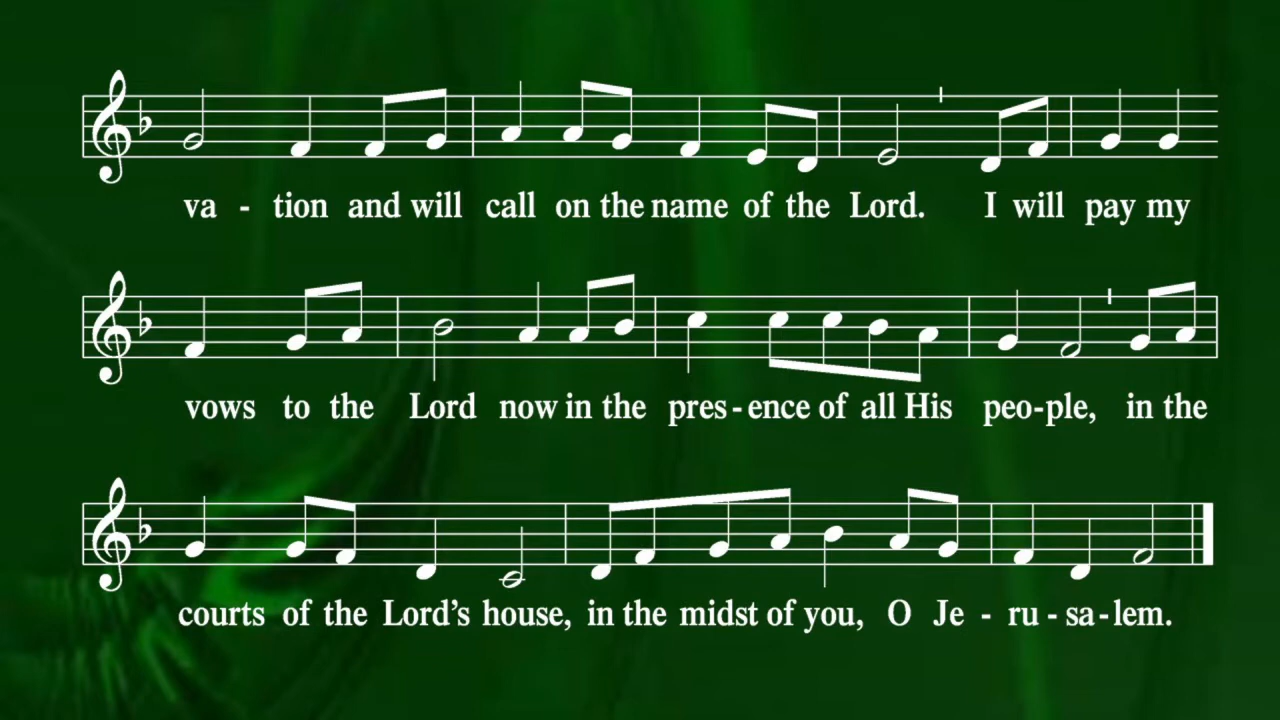 va - tion and will call on the name of the Lord. I will pay my
vows to the Lord now in the pres - ence of all His peo - ple, in the
courts of the Lord's house, in the midst of you, O Je - ru - sa - lem.